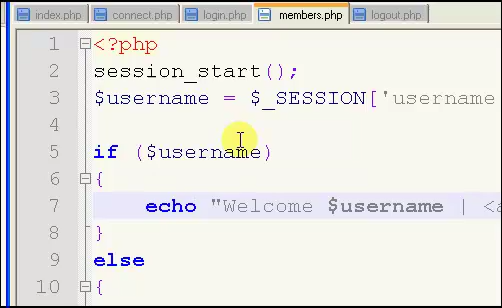 index.php connect.php login.php members.php logout.php
1 <?php
2 session_start();
3 $username = $_SESSION['username
4
5 if ($username)
6 {
7 echo "Welcome $username | <a
8 }
9 else
10 {